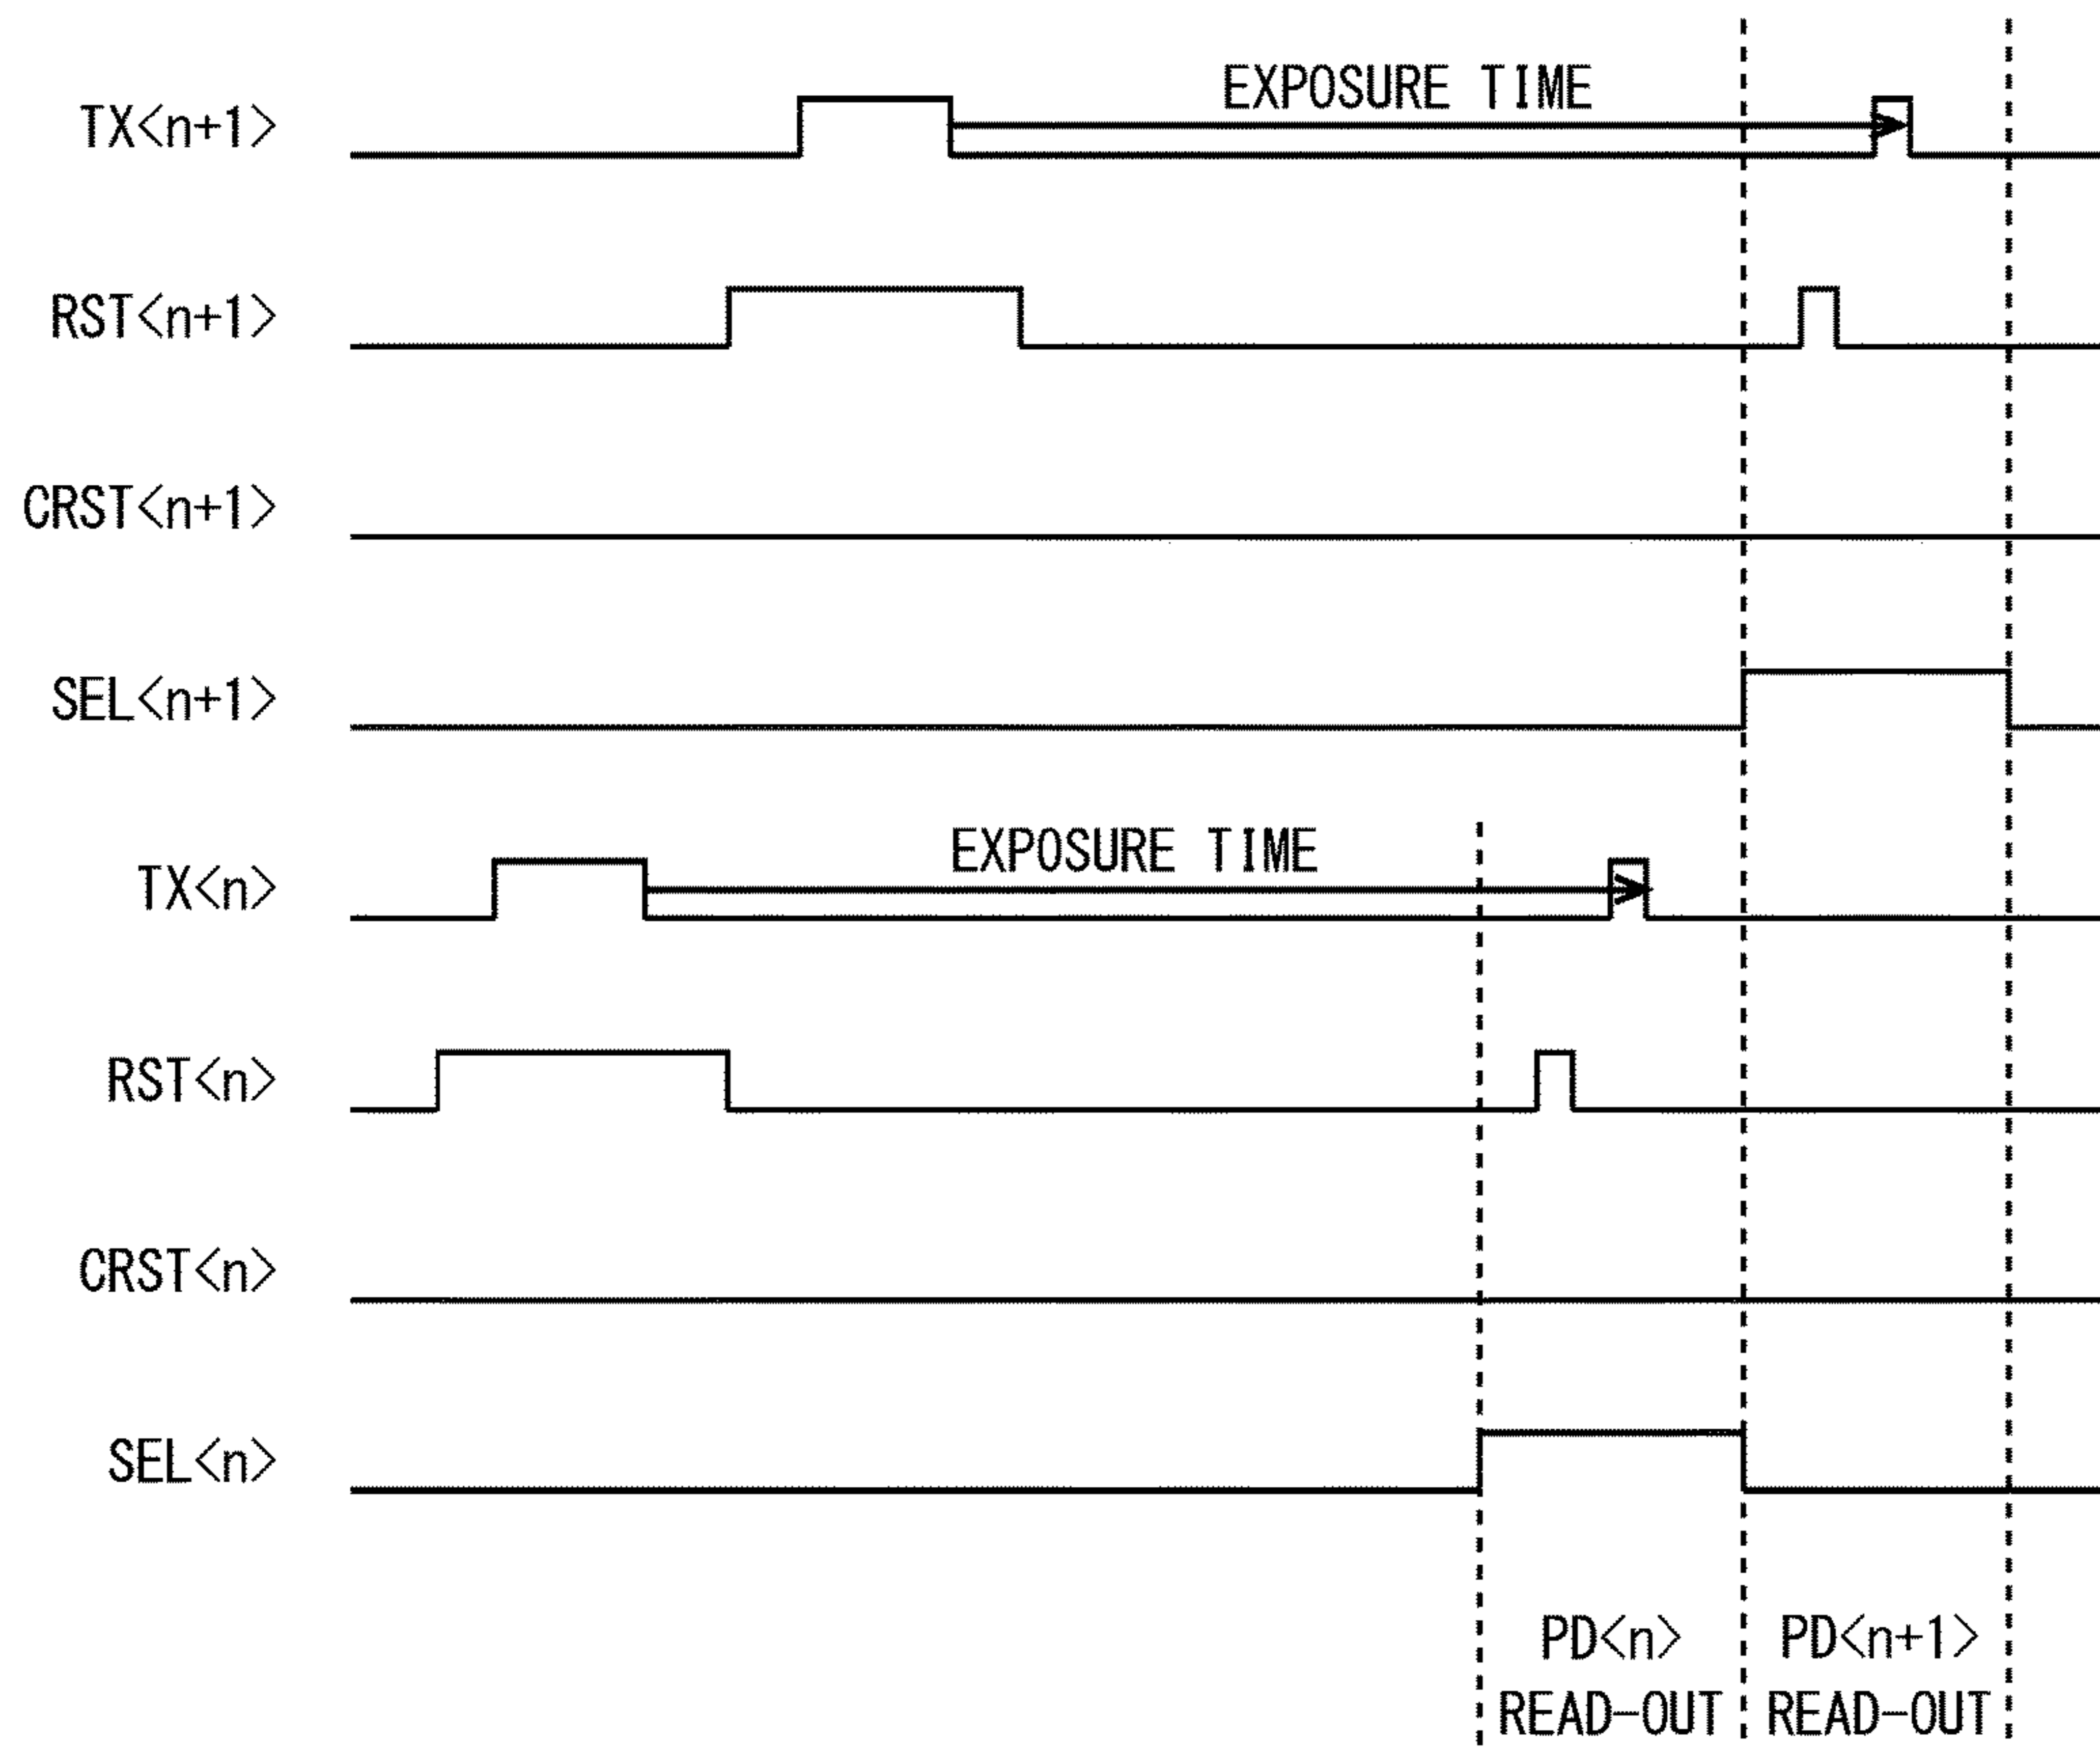 EXPOSURE TIME
TX<n+1>
RST<n+1>
CRST<n+1>
SEL<n+1>
EXPOSURE TIME
TX<n>
RST<n>
CRST<n>
SEL<n>
PD<n> PD<n+1>
READ-OUT READ-OUT